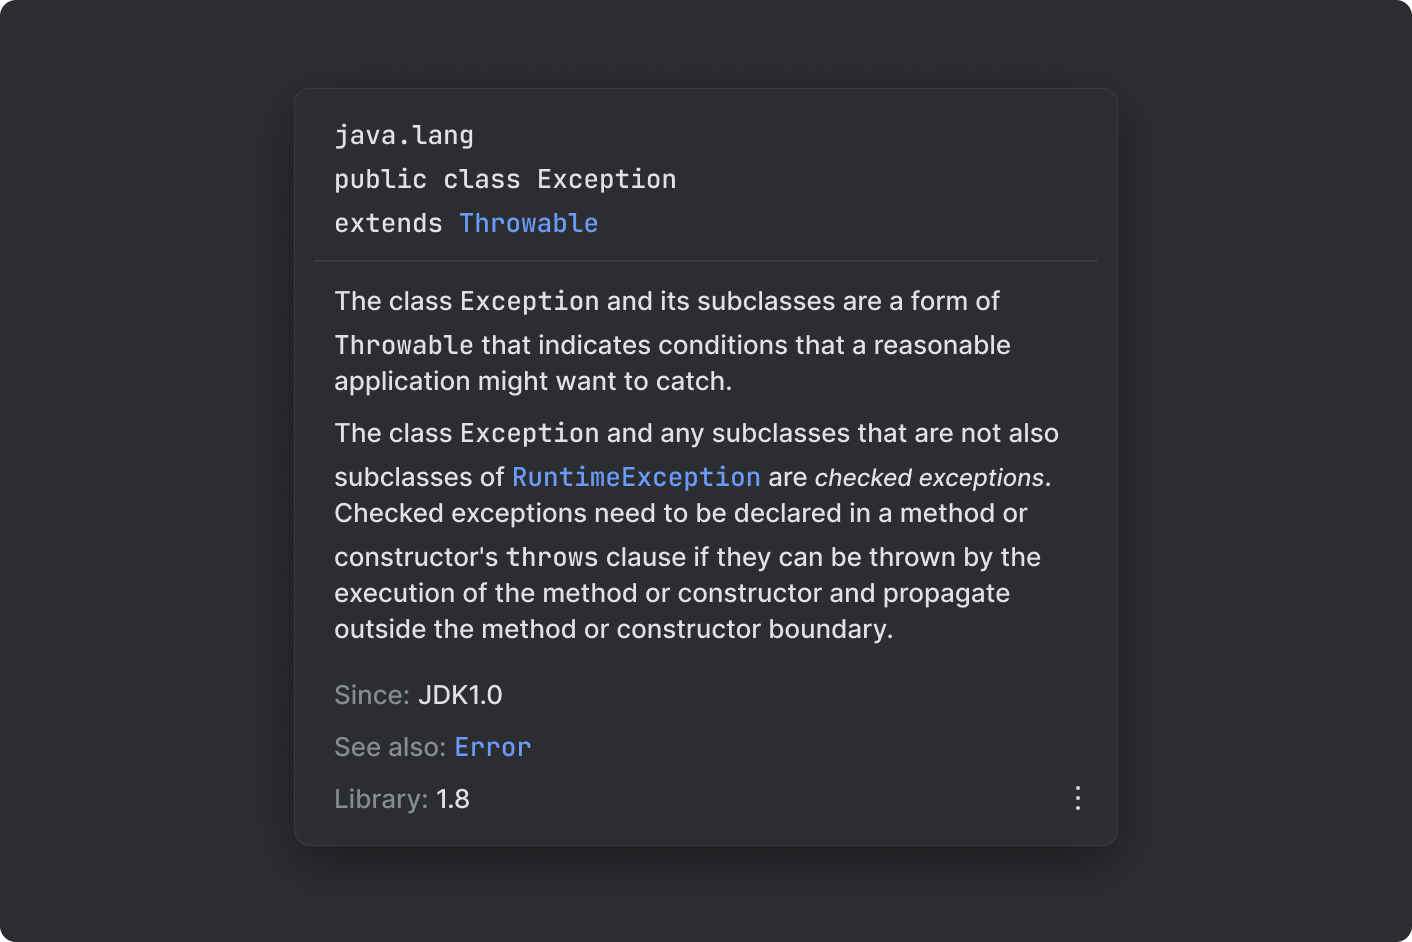 java.lang
public class Exception
extends Throwable
The class Exception and its subclasses are a form of
Throwable that indicates conditions that a reasonable
application might want to catch.
The class Exception and any subclasses that are not also
subclasses of RuntimeException are checked exceptions.
Checked exceptions need to be declared in a method or
constructor's throws clause if they can be thrown by the
execution of the method or constructor and propagate
outside the method or constructor boundary.
Since: JDK1.0
See also: Error
Library: 1.8